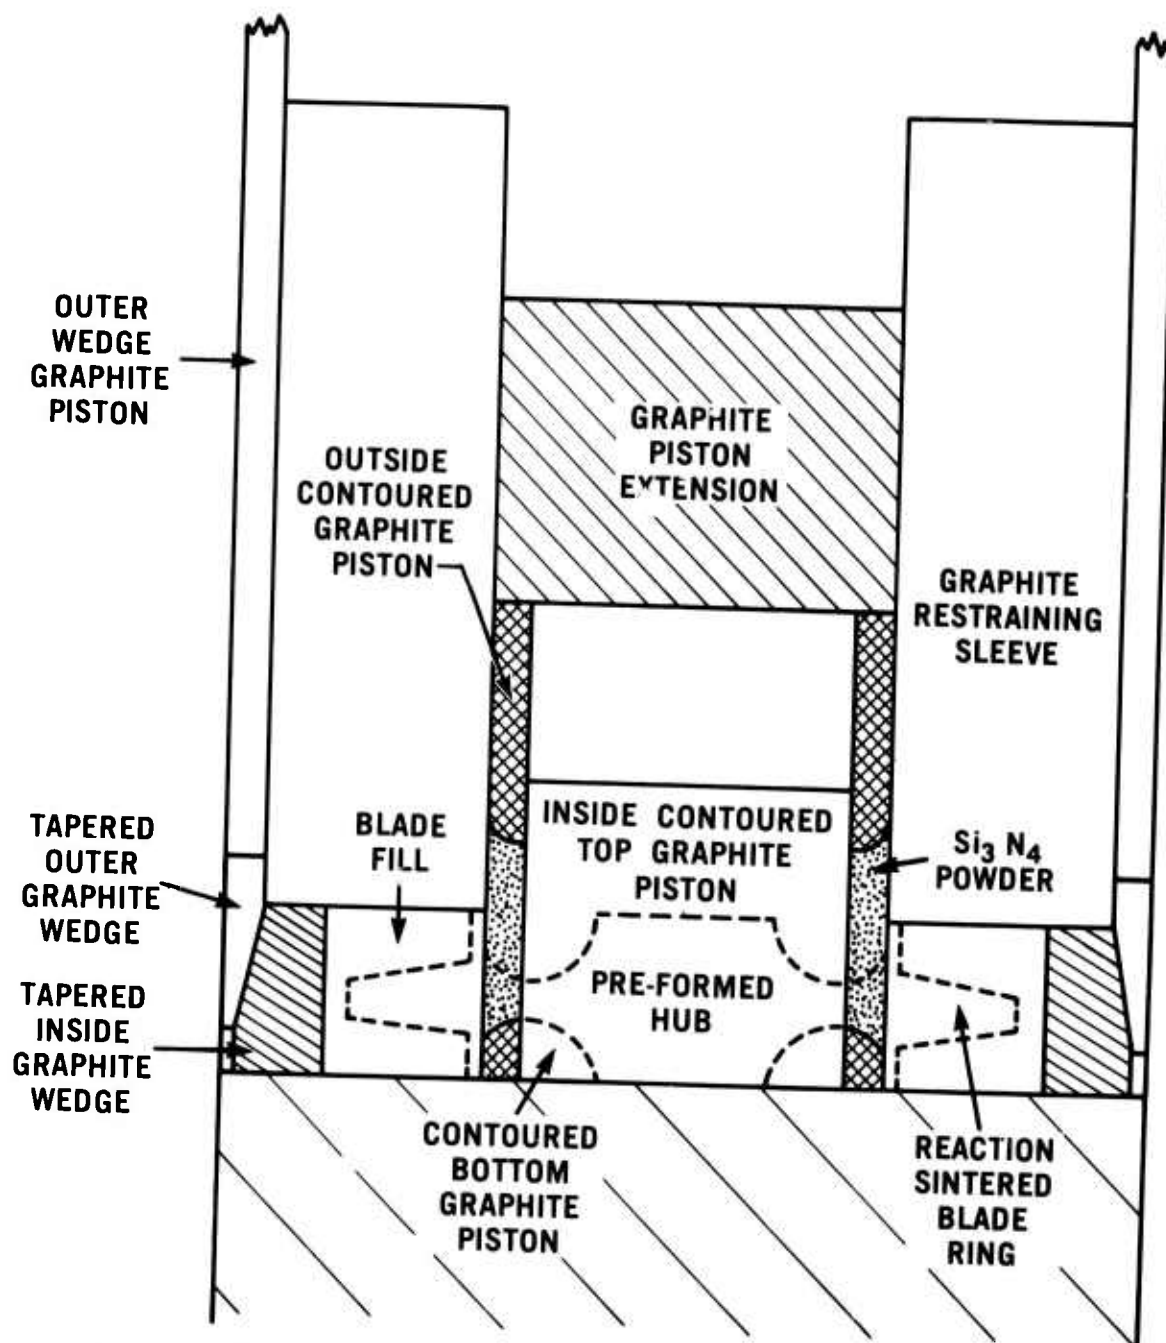 OUTER
WEDGE
GRAPHITE
PISTON
OUTSIDE
CONTOURED
GRAPHITE
PISTON
GRAPHITE
PISTON
EXTENSION
GRAPHITE
RESTRAINING
SLEEVE
TAPERED
OUTER
GRAPHITE
WEDGE
BLADE
FILL
INSIDE CONTOURED
TOP GRAPHITE
PISTON
Si₃ N₄
POWDER
TAPERED
INSIDE
GRAPHITE
WEDGE
PRE-FORMED
HUB
CONTOURED
BOTTOM
GRAPHITE
PISTON
REACTION
SINTERED
BLADE
RING